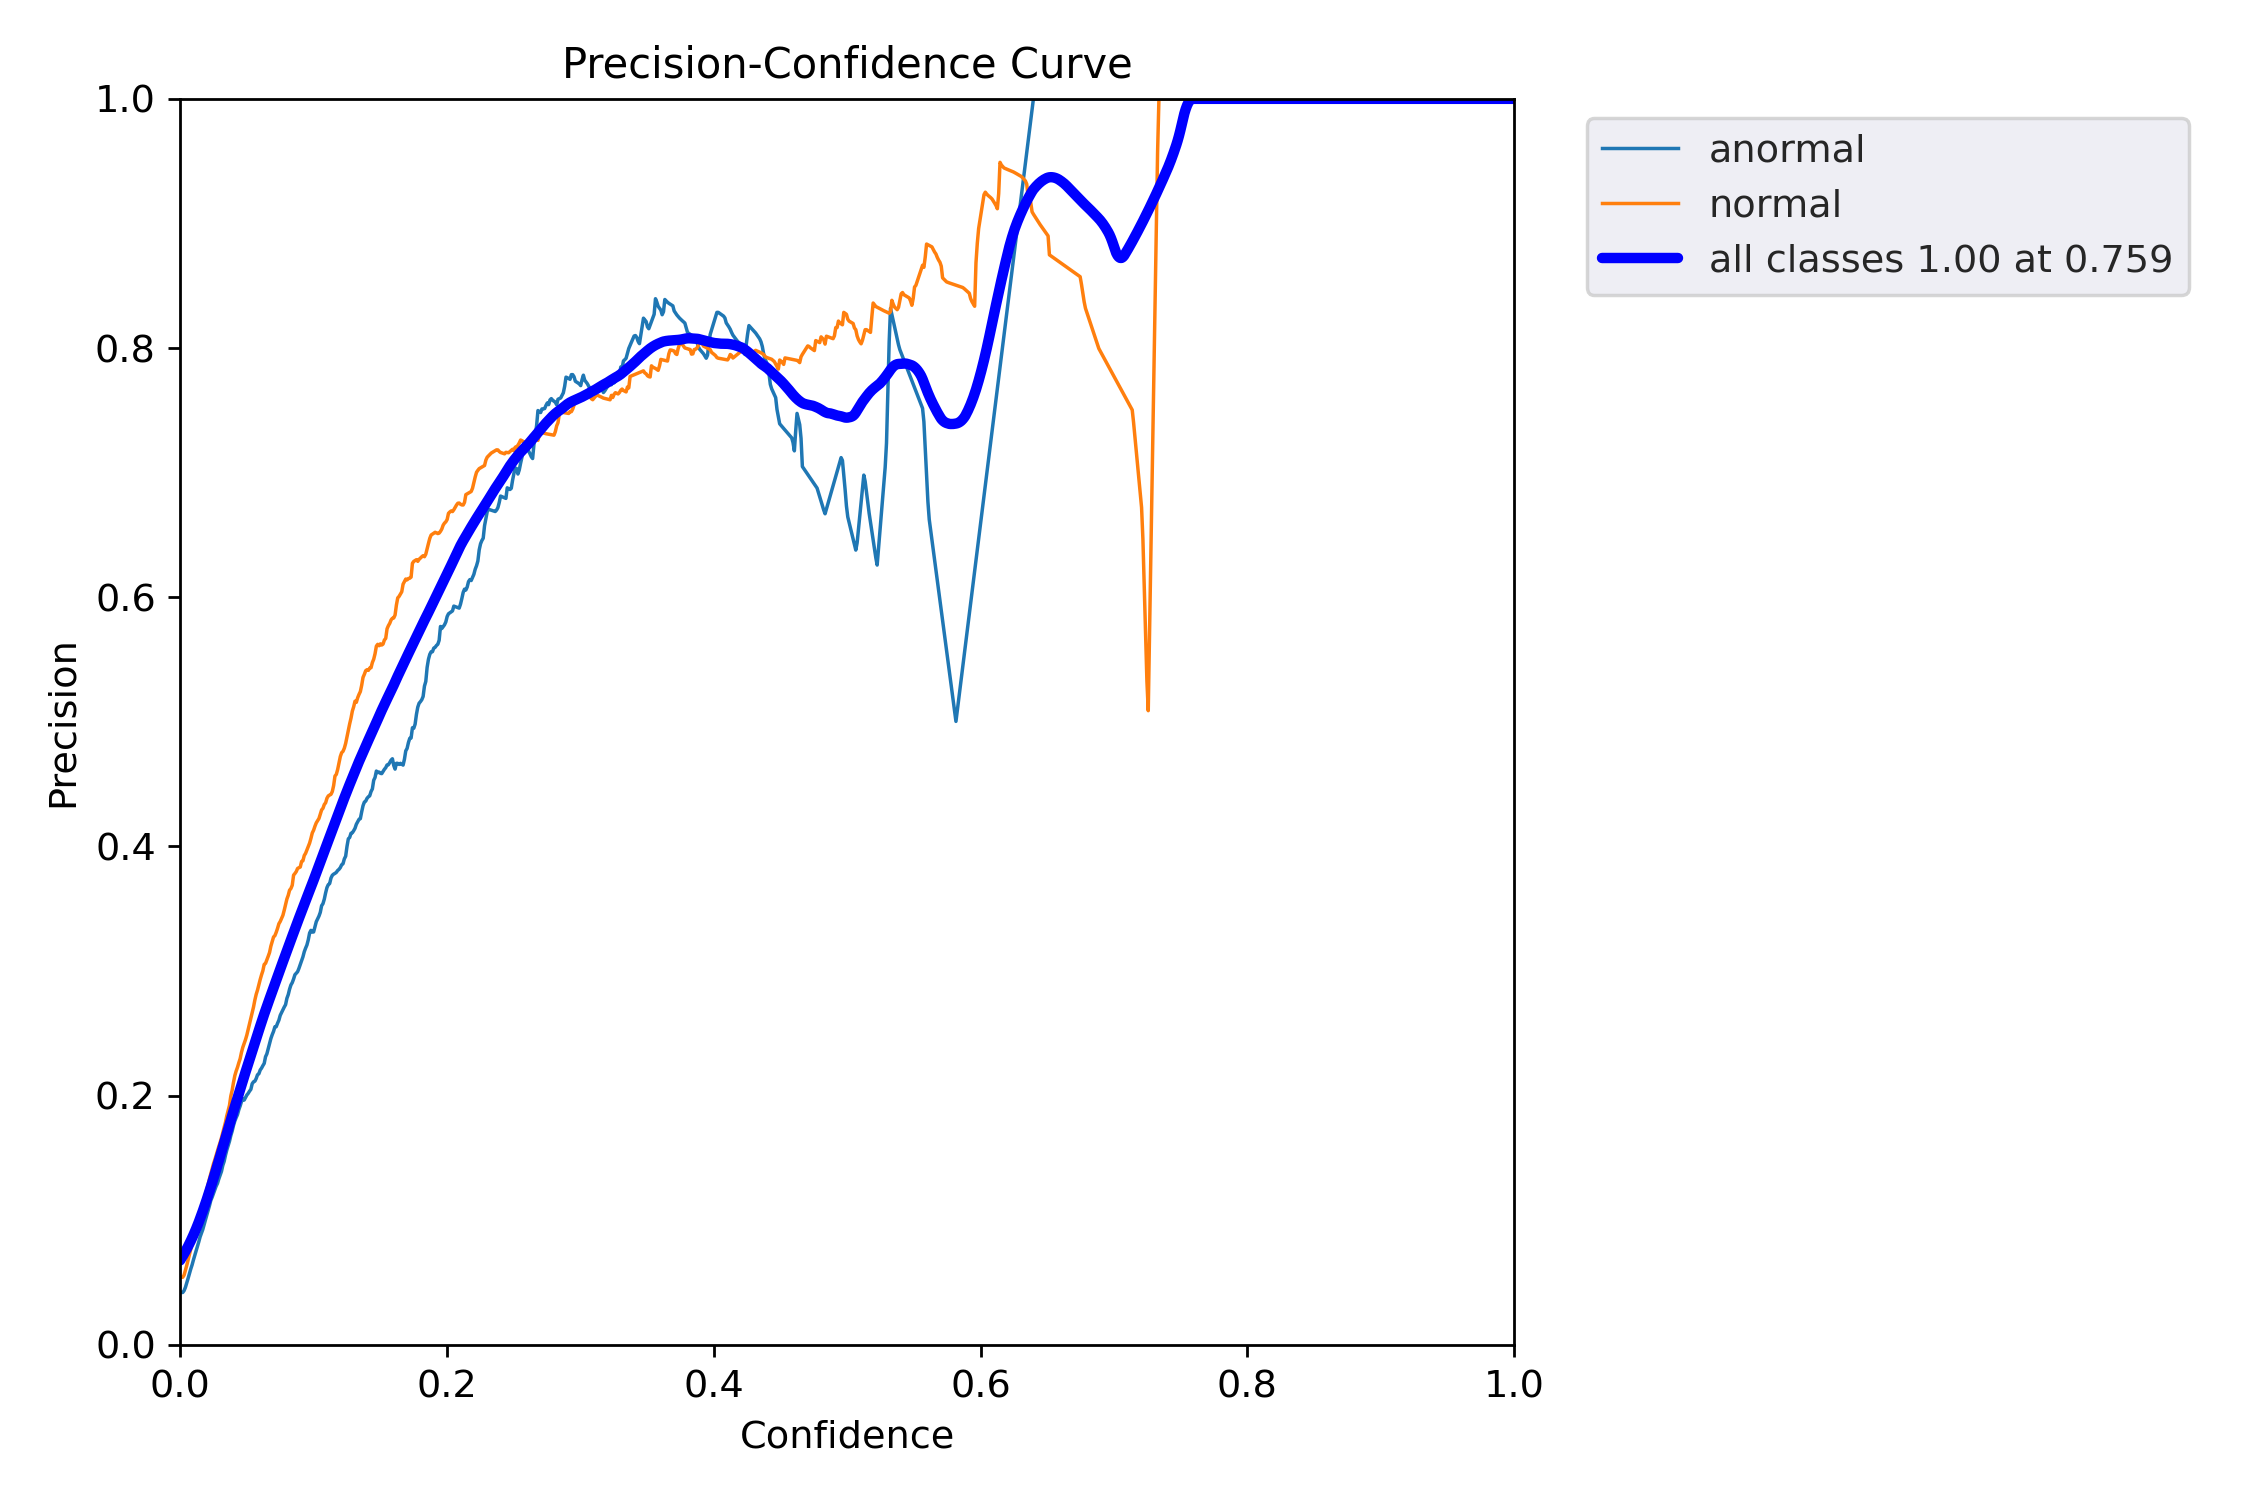 Precision-Confidence Curve
1.0
0.8
0.6
0.4
0.2
0.0
Precision
0.0 0.2 0.4 0.6 0.8 1.0
Confidence
anormal
normal
all classes 1.00 at 0.759